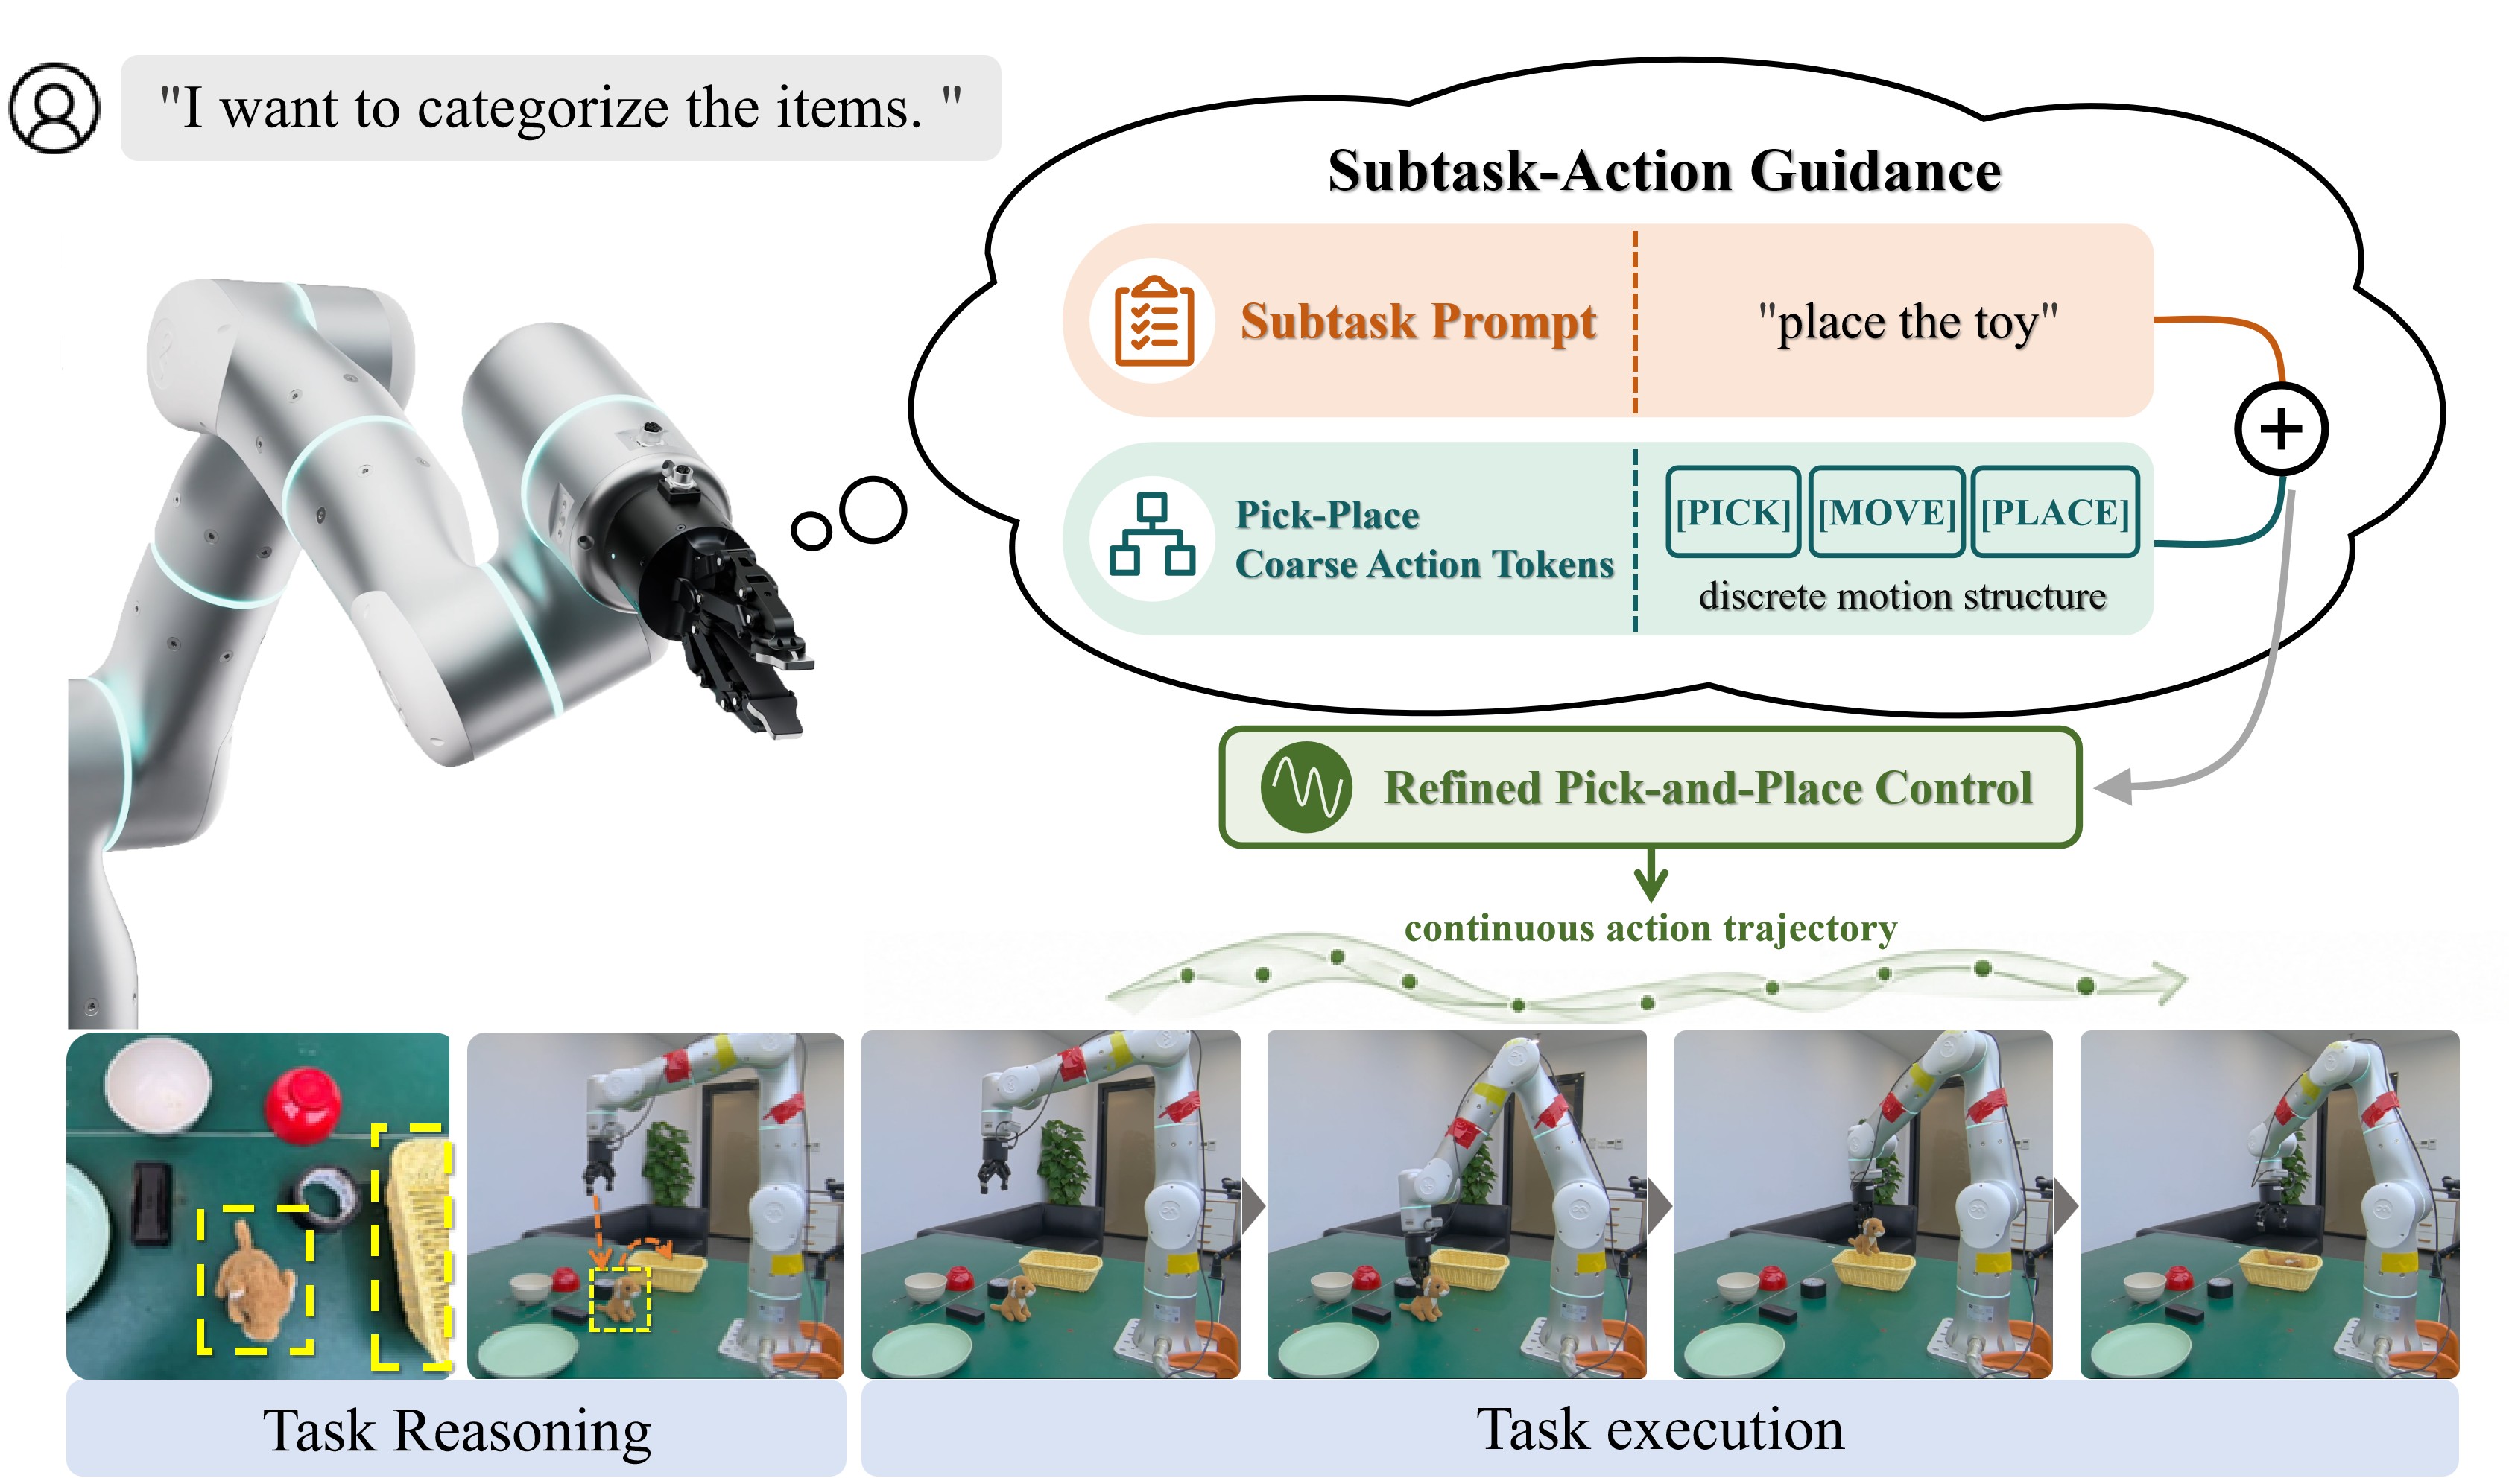 "I want to categorize the items. "
Subtask-Action Guidance
Subtask Prompt
"place the toy"
Pick-Place
Coarse Action Tokens
[PICK] [MOVE] [PLACE]
discrete motion structure
Refined Pick-and-Place Control
continuous action trajectory
Task Reasoning
Task execution